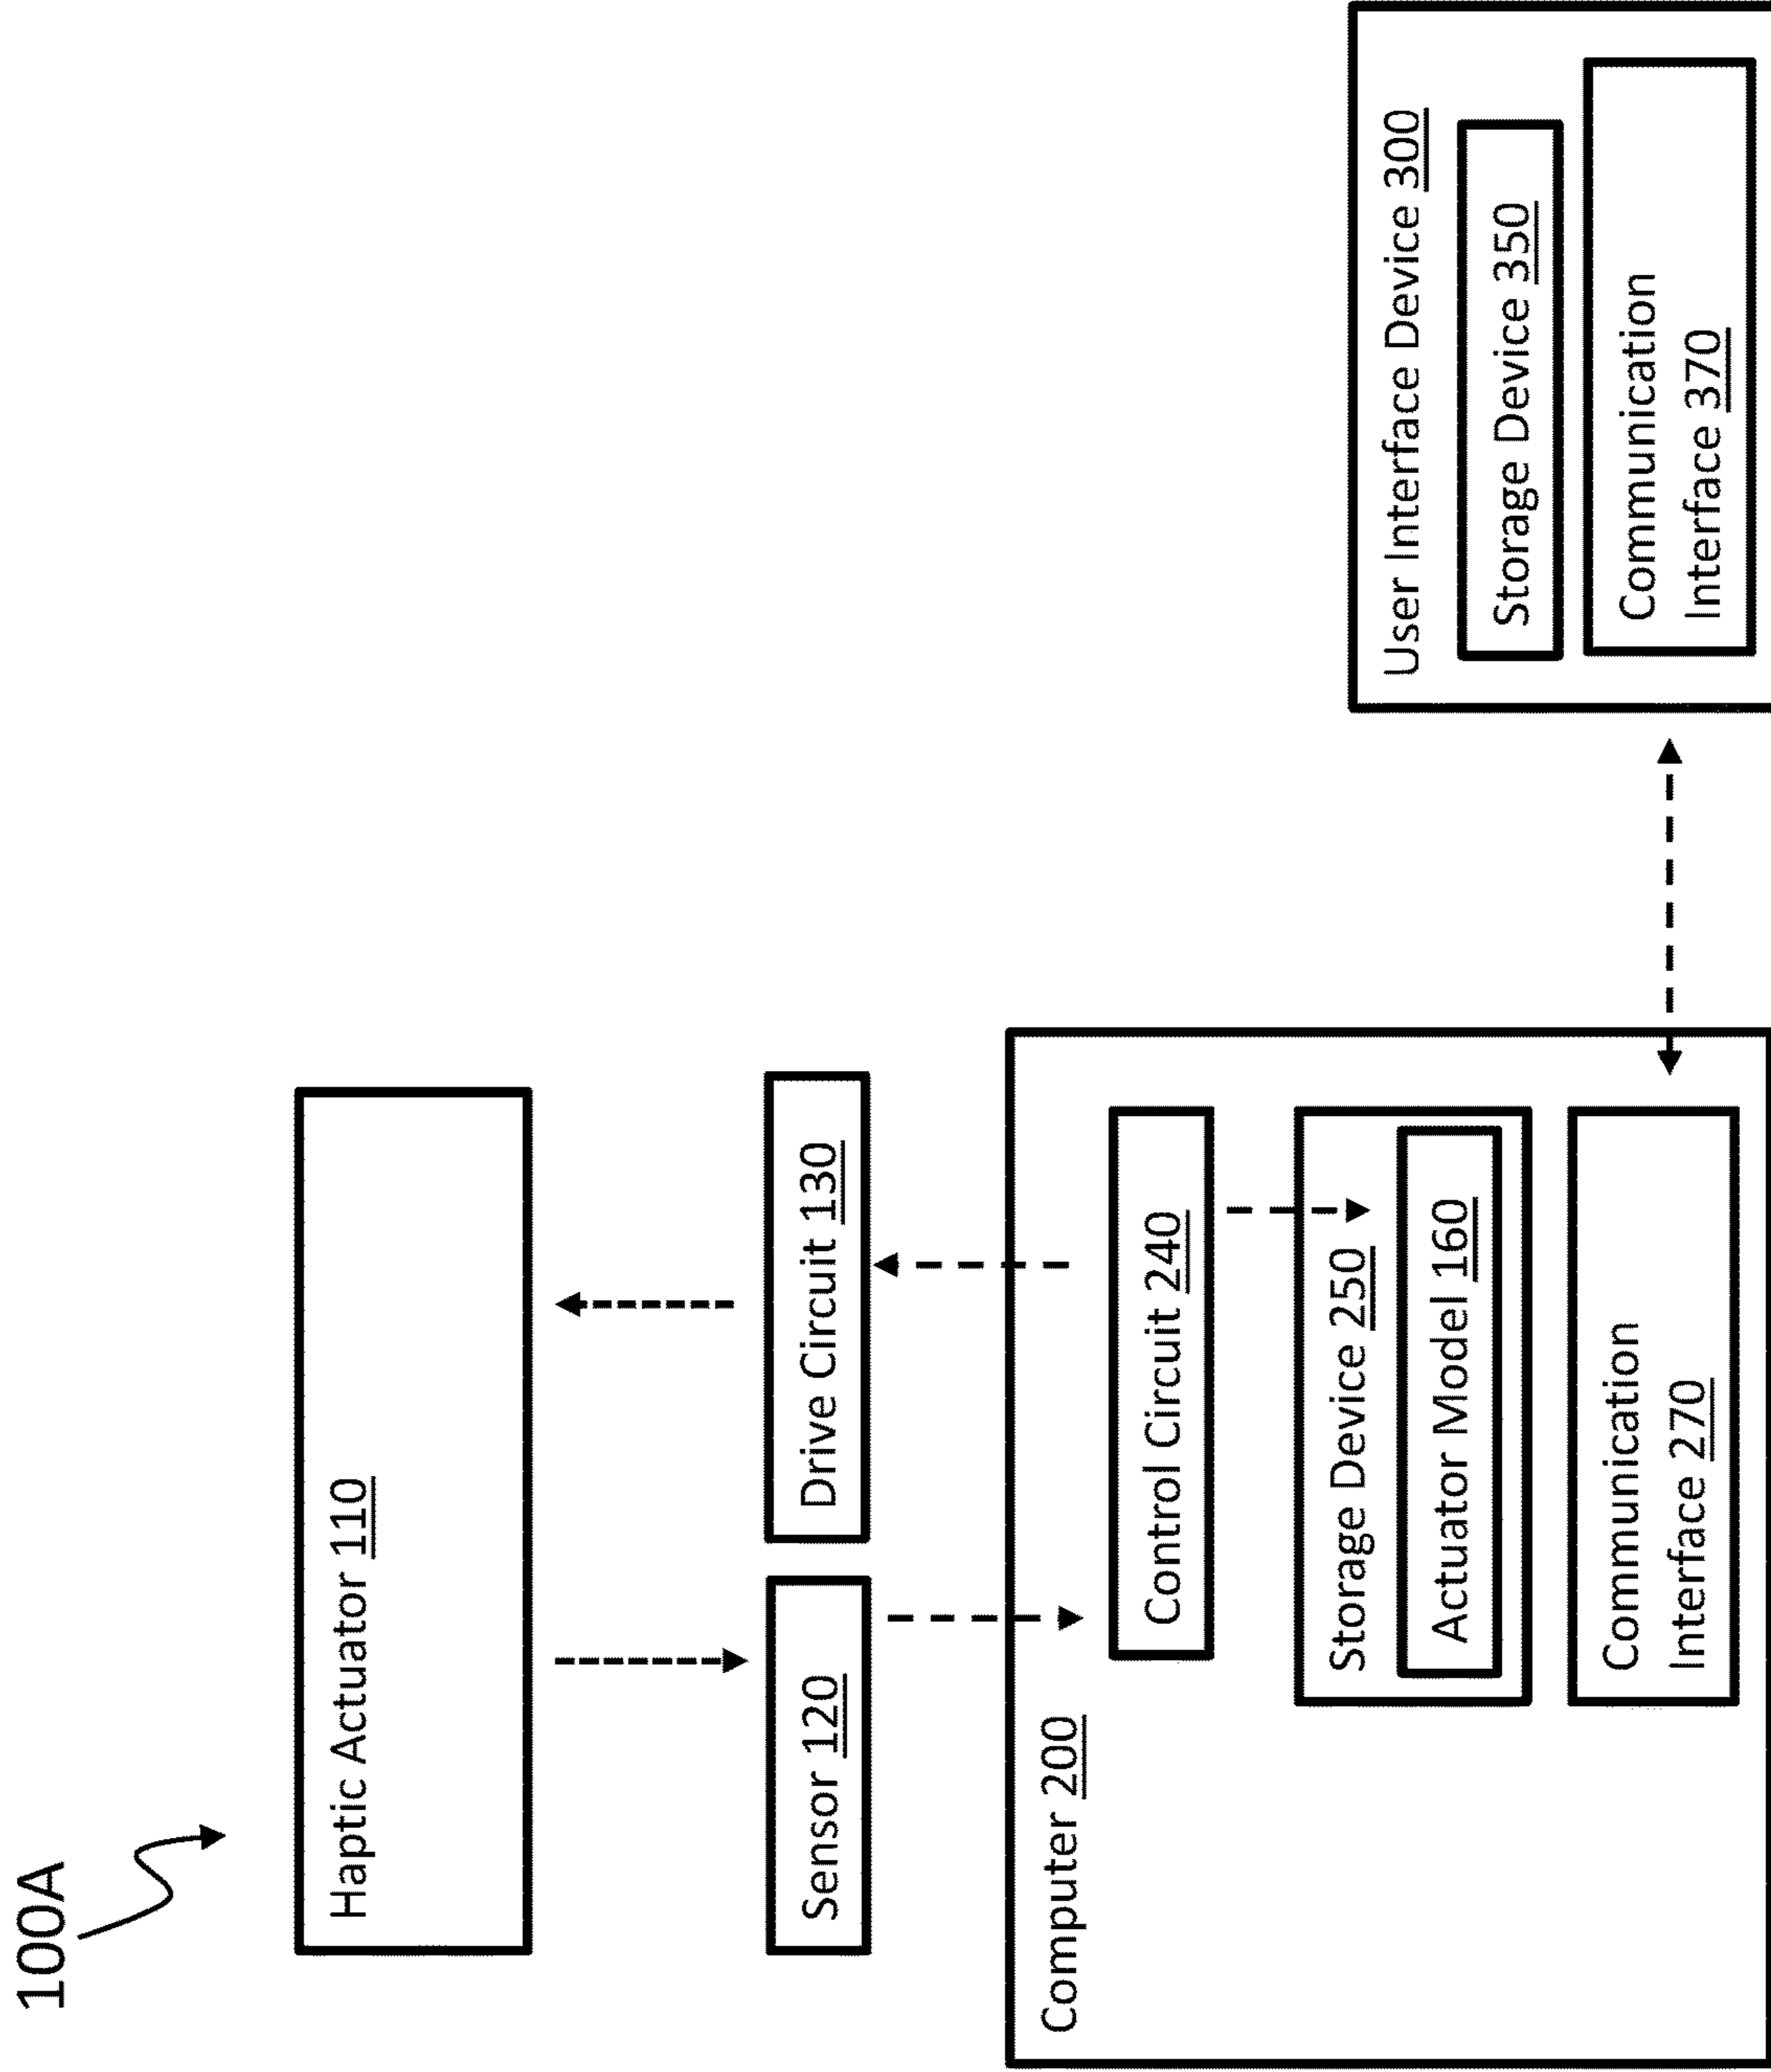 100A
Haptic Actuator 110
Sensor 120
Drive Circuit 130
Computer 200
Control Circuit 240
Storage Device 250
Actuator Model 160
Communication
Interface 270
User Interface Device 300
Storage Device 350
Communication
Interface 370